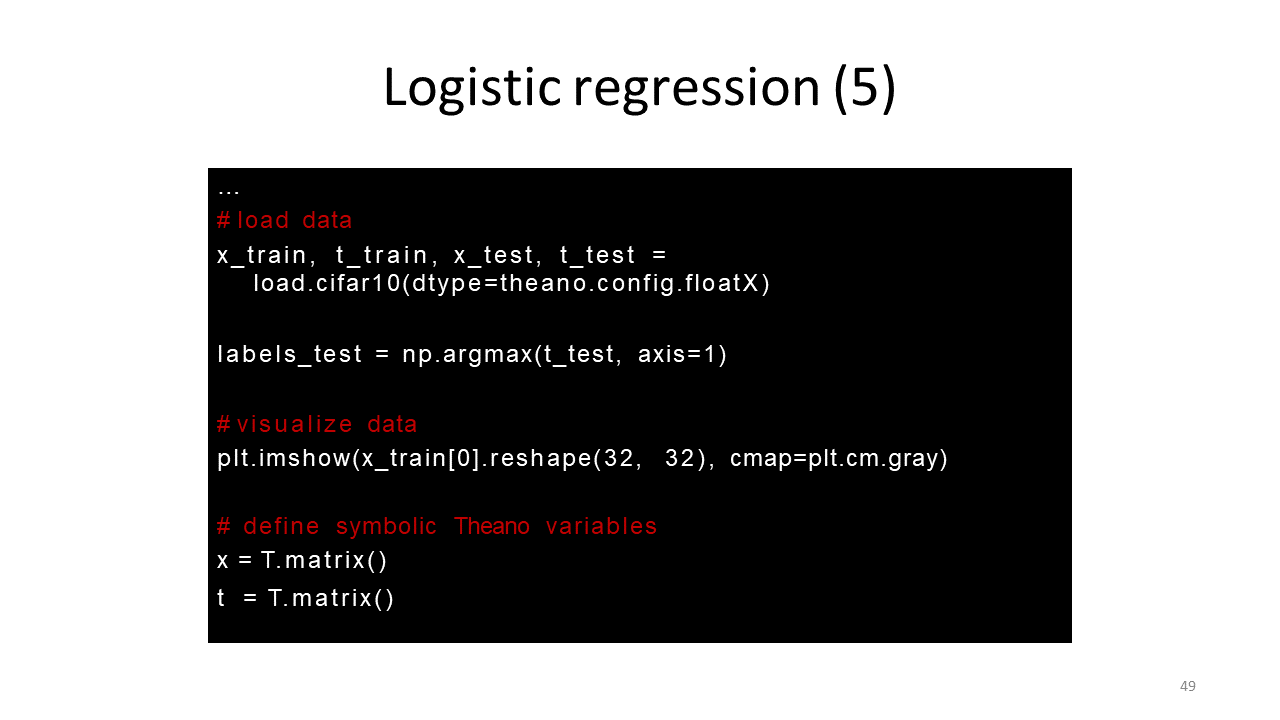 Logistic regression (5)
...
# load data
x_train, t_train, x_test, t_test =
load.cifar10(dtype=theano.config.floatX)
labels_test = np.argmax(t_test, axis=1)
# visualize data
plt.imshow(x_train[0].reshape(32, 32), cmap=plt.cm.gray)
# define symbolic Theano variables
x = T.matrix()
t = T.matrix()
49